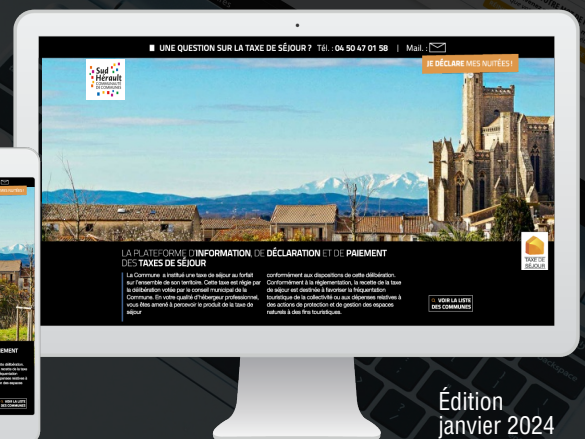 UNE QUESTION SUR LA TAXE DE SÉJOUR ? Tél. : 04 50 47 01 58 | Mail. :
JE DÉCLARE MES NUITÉES !
Sud
Hérault
COMMUNAUTÉ
DE COMMUNES
LA PLATEFORME D'INFORMATION, DE DÉCLARATION ET DE PAIEMENT
DES TAXES DE SÉJOUR
La Commune a institué une taxe de séjour au forfait
sur l'ensemble de son territoire. Cette taxe est régie par
la délibération votée par le conseil municipal de la
Commune. En votre qualité d'hébergeur professionnel,
vous êtes amené à percevoir le produit de la taxe de
séjour
conformément aux dispositions de cette délibération.
Conformément à la réglementation, la recette de la taxe
de séjour est destinée à favoriser la fréquentation
touristique de la collectivité ou aux dépenses relatives à
des actions de protection et de gestion des espaces
naturels à des fins touristiques.
TAXE DE
SÉJOUR
VOIR LA LISTE
DES COMMUNES
EMENT
VOIR LA LISTE
DES COMMUNES
Édition
janvier 2024